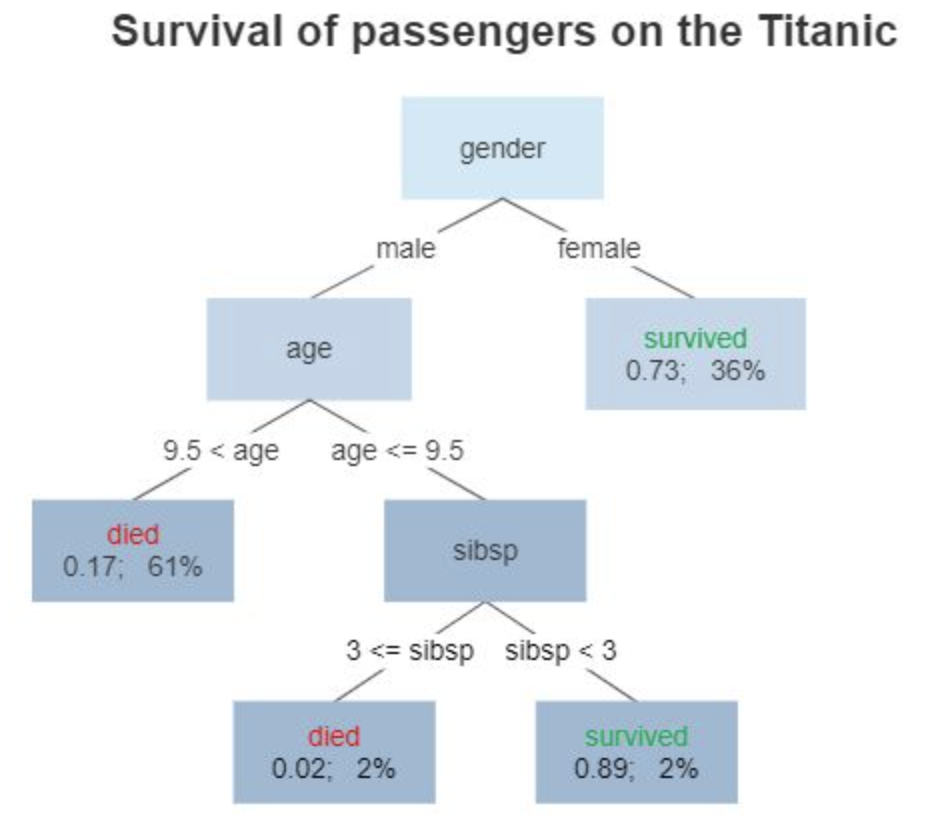 Survival of passengers on the Titanic
gender
male
female
age
survived
0.73; 36%
9.5 < age
age <= 9.5
died
0.17; 61%
sibsp
3 <= sibsp
sibsp < 3
died
0.02; 2%
survived
0.89; 2%